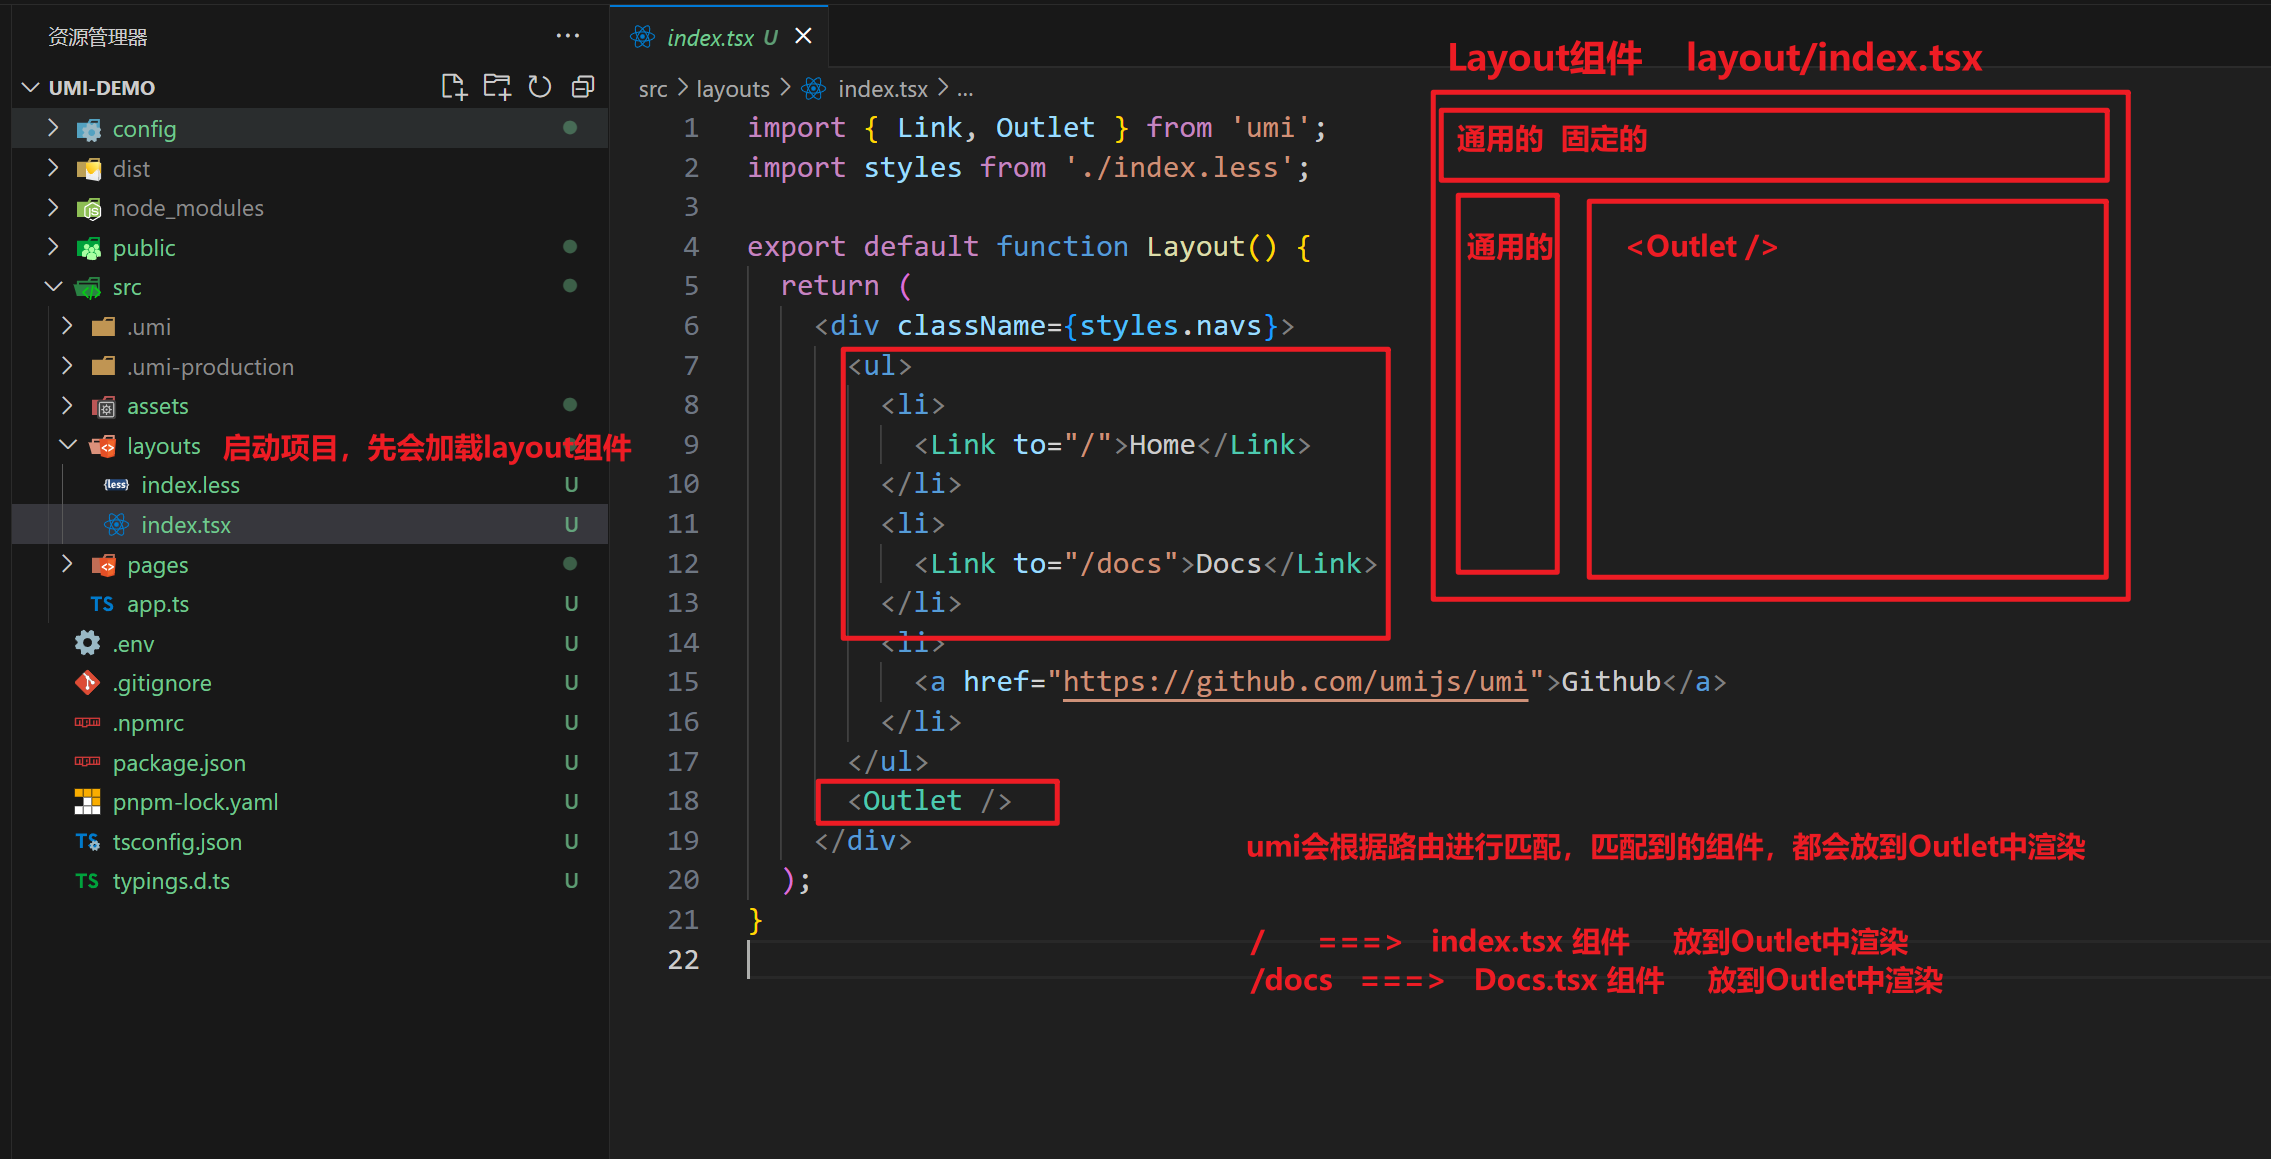 资源管理器
UMI-DEMO
config
dist
node_modules
public
src
.umi
.umi-production
assets
layouts 启动项目，先会加载layout组件
index.less U
index.tsx U
pages
TS app.ts U
.env U
.gitignore U
.npmrc U
package.json U
pnpm-lock.yaml U
tsconfig.json U
TS typings.d.ts U
index.tsx U
src > layouts > index.tsx > ...
1 import { Link, Outlet } from 'umi';
2 import styles from './index.less';
3
4 export default function Layout() {
5 return (
6 <div className={styles.navs}>
7 <ul>
8 <li>
9 <Link to="/">Home</Link>
10 </li>
11 <li>
12 <Link to="/docs">Docs</Link>
13 </li>
14 <li>
15 <a href="https://github.com/umijs/umi">Github</a>
16 </li>
17 </ul>
18 <Outlet />
19 </div>
20 );
21 }
22
Layout组件 layout/index.tsx
通用的 固定的
通用的
<Outlet />
umi会根据路由进行匹配，匹配到的组件，都会放到Outlet中渲染
/ ===> index.tsx 组件 放到Outlet中渲染
/docs ===> Docs.tsx 组件 放到Outlet中渲染